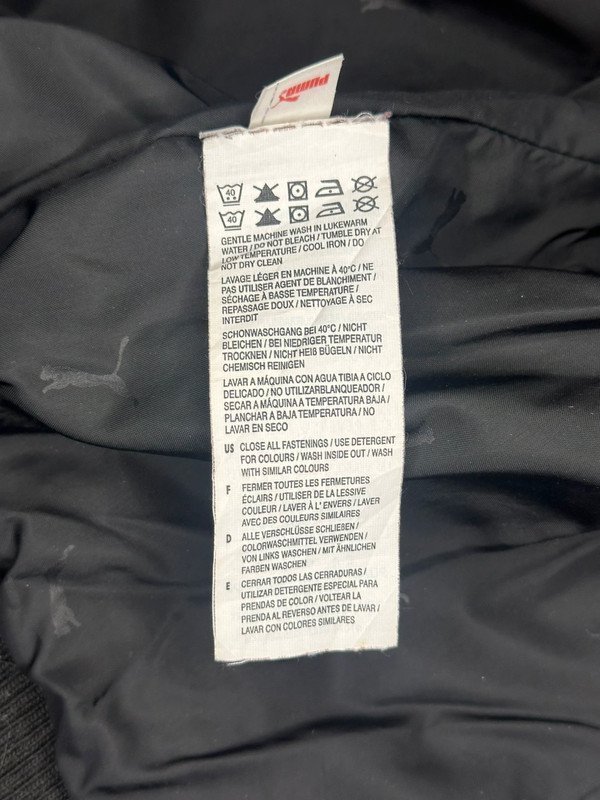 PUMA
40
40
GENTLE MACHINE WASH IN LUKEWARM
WATER / DO NOT BLEACH / TUMBLE DRY AT
LOW TEMPERATURE / COOL IRON / DO
NOT DRY CLEAN
LAVAGE LÉGER EN MACHINE À 40°C / NE
PAS UTILISER AGENT DE BLANCHIMENT /
SÉCHAGE À BASSE TEMPÉRATURE /
REPASSAGE DOUX / NETTOYAGE À SEC
INTERDIT
SCHONWASCHGANG BEI 40°C / NICHT
BLEICHEN / BEI NIEDRIGER TEMPERATUR
TROCKNEN / NICHT HEIß BÜGELN / NICHT
CHEMISCH REINIGEN
LAVAR A MÁQUINA CON AGUA TIBIA A CICLO
DELICADO / NO UTILIZARBLANQUEADOR /
SECAR A MÁQUINA A TEMPERATURA BAJA /
PLANCHAR A BAJA TEMPERATURA / NO
LAVAR EN SECO
US CLOSE ALL FASTENINGS / USE DETERGENT
FOR COLOURS / WASH INSIDE OUT / WASH
WITH SIMILAR COLOURS
F FERMER TOUTES LES FERMETURES
ÉCLAIRS / UTILISER DE LA LESSIVE
COULEUR / LAVER À L' ENVERS / LAVER
AVEC DES COULEURS SIMILAIRES
D ALLE VERSCHLÜSSE SCHLIEßEN /
COLORWASCHMITTEL VERWENDEN /
VON LINKS WASCHEN / MIT ÄHNLICHEN
FARBEN WASCHEN
E CERRAR TODOS LAS CERRADURAS /
UTILIZAR DETERGENTE ESPECIAL PARA
PRENDAS DE COLOR / VOLTEAR LA
PRENDA AL REVERSO ANTES DE LAVAR /
LAVAR CON COLORES SIMILARES